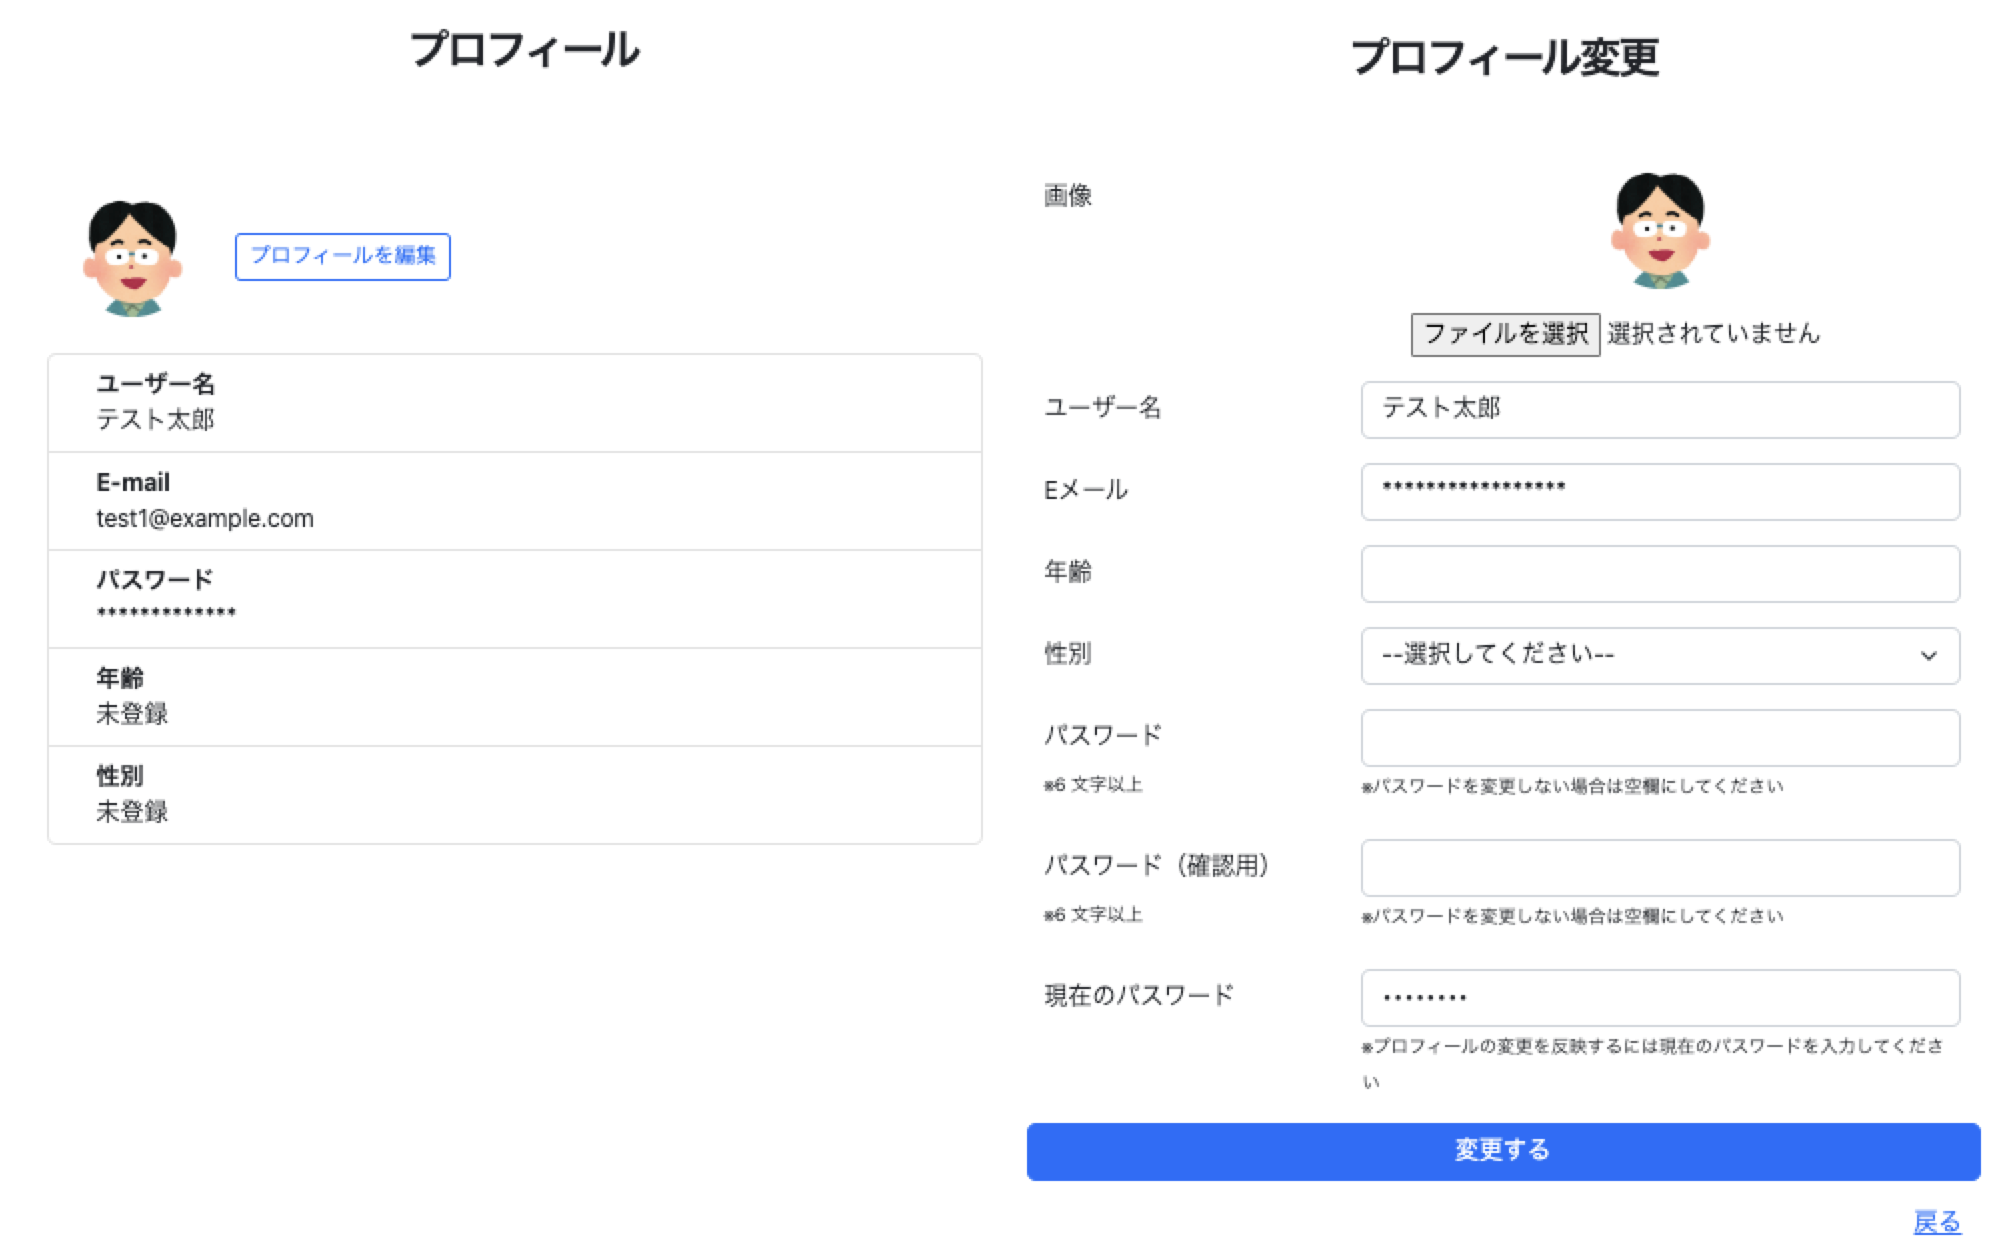 プロフィール
プロフィールを編集
ユーザー名
テスト太郎
E-mail
test1@example.com
パスワード
*************
年齢
未登録
性別
未登録
プロフィール変更
画像
ファイルを選択 選択されていません
ユーザー名
テスト太郎
Eメール
*****************
年齢
性別
--選択してください--
パスワード
※6 文字以上
※パスワードを変更しない場合は空欄にしてください
パスワード（確認用）
※6 文字以上
※パスワードを変更しない場合は空欄にしてください
現在のパスワード
••••••••
※プロフィールの変更を反映するには現在のパスワードを入力してくださ
い
変更する
戻る